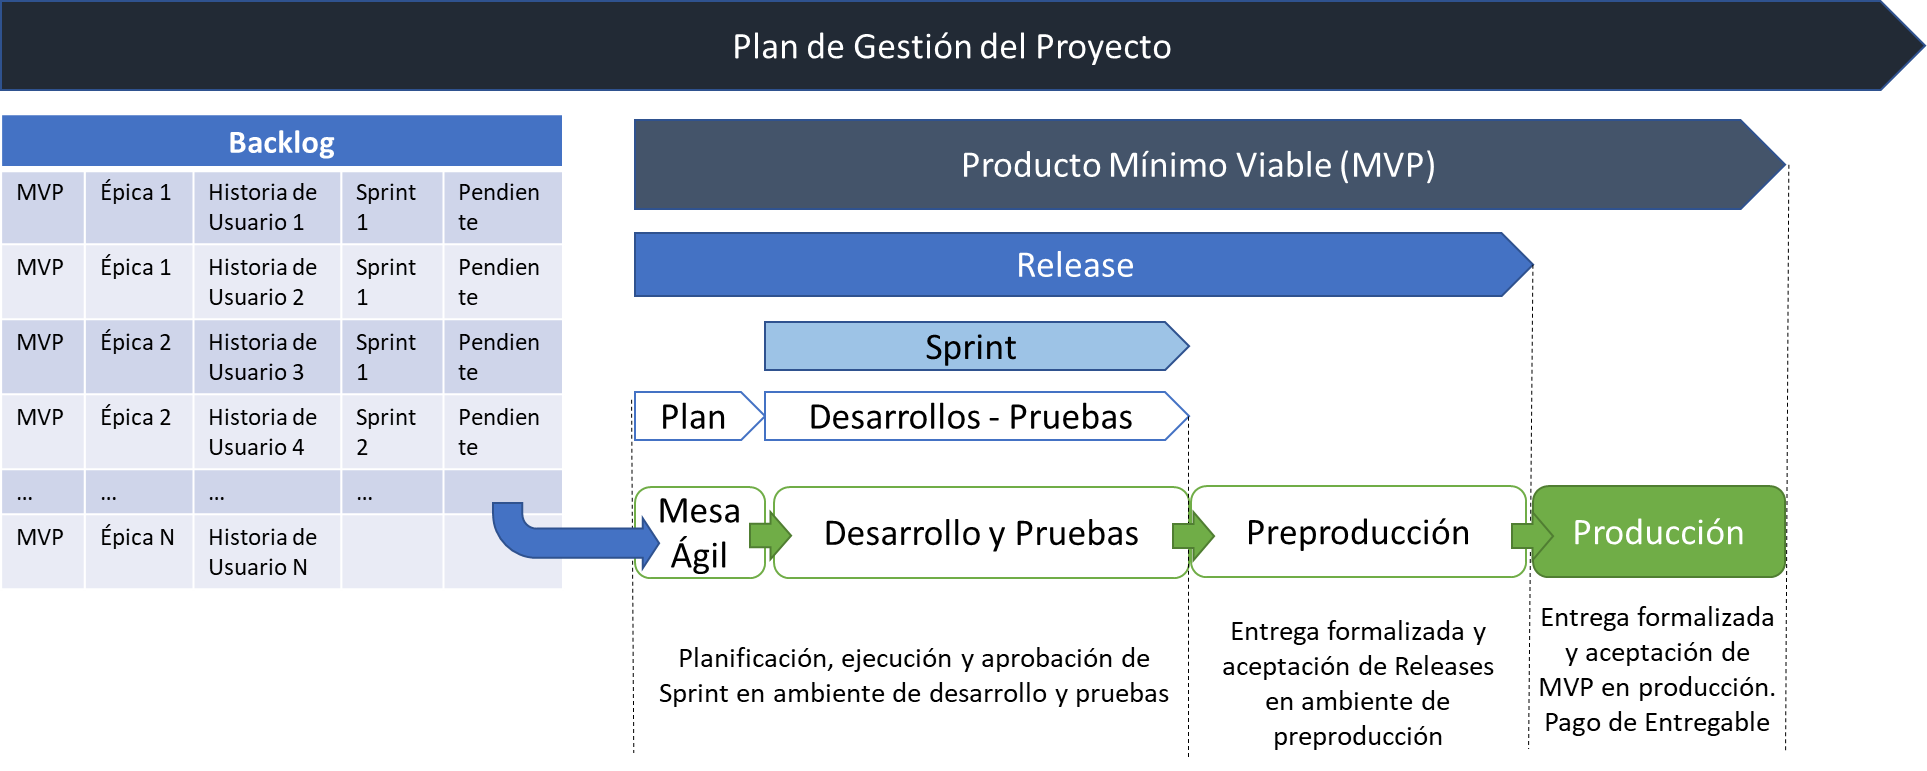 Plan de Gestión del Proyecto
Backlog
MVP Épica 1 Historia de Sprint Pendien
Usuario 1 1 te
MVP Épica 1 Historia de Sprint Pendien
Usuario 2 1 te
MVP Épica 2 Historia de Sprint Pendien
Usuario 3 1 te
MVP Épica 2 Historia de Sprint Pendien
Usuario 4 2 te
... ... ... ...
MVP Épica N Historia de
Usuario N
Producto Mínimo Viable (MVP)
Release
Sprint
Plan
Desarrollos - Pruebas
Mesa
Ágil
Desarrollo y Pruebas
Preproducción
Producción
Planificación, ejecución y aprobación de
Sprint en ambiente de desarrollo y pruebas
Entrega formalizada y
aceptación de Releases
en ambiente de
preproducción
Entrega formalizada
y aceptación de
MVP en producción.
Pago de Entregable